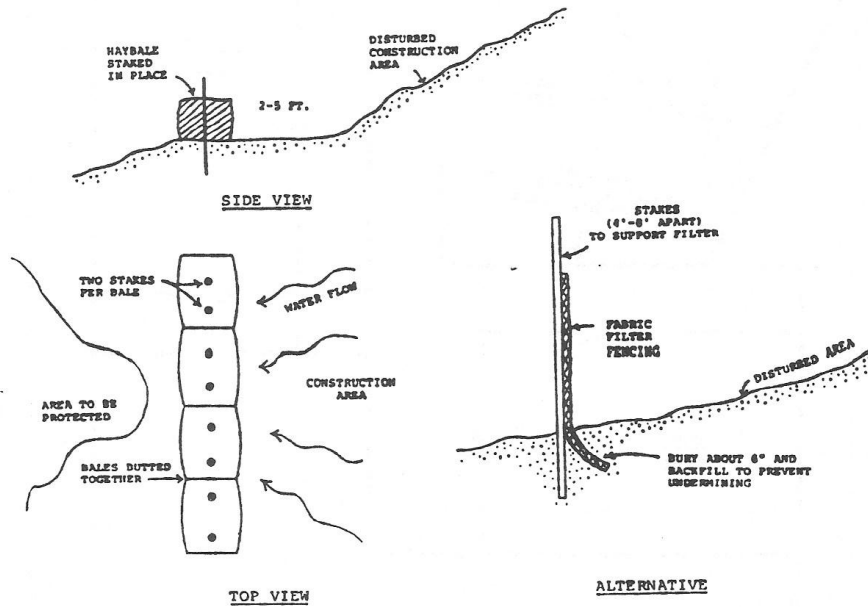 HAYBALE
STAKED
IN PLACE
DISTURBED
CONSTRUCTION
AREA
2-5 FT.
SIDE VIEW
TWO STAKES
PER BALE
WATER FLOW
CONSTRUCTION
AREA
AREA TO BE
PROTECTED
BALES BUTTED
TOGETHER
TOP VIEW
STAKES
(4'-8' APART)
TO SUPPORT FILTER
FABRIC
FILTER
FENCING
DISTURBED AREA
BURY ABOUT 6" AND
BACKFILL TO PREVENT
UNDERMINING
ALTERNATIVE